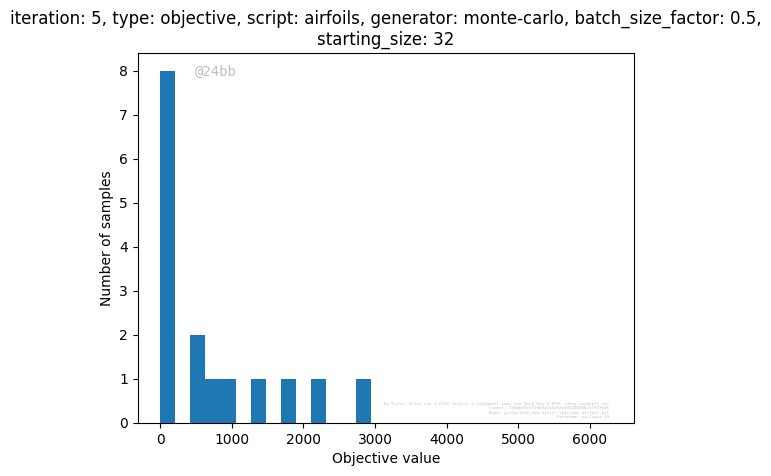 iteration: 5, type: objective, script: airfoils, generator: monte-carlo, batch_size_factor: 0.5,
starting_size: 32
@24bb
Number of samples
8
7
6
5
4
3
2
1
0
0 1000 2000 3000 4000 5000 6000
Objective value